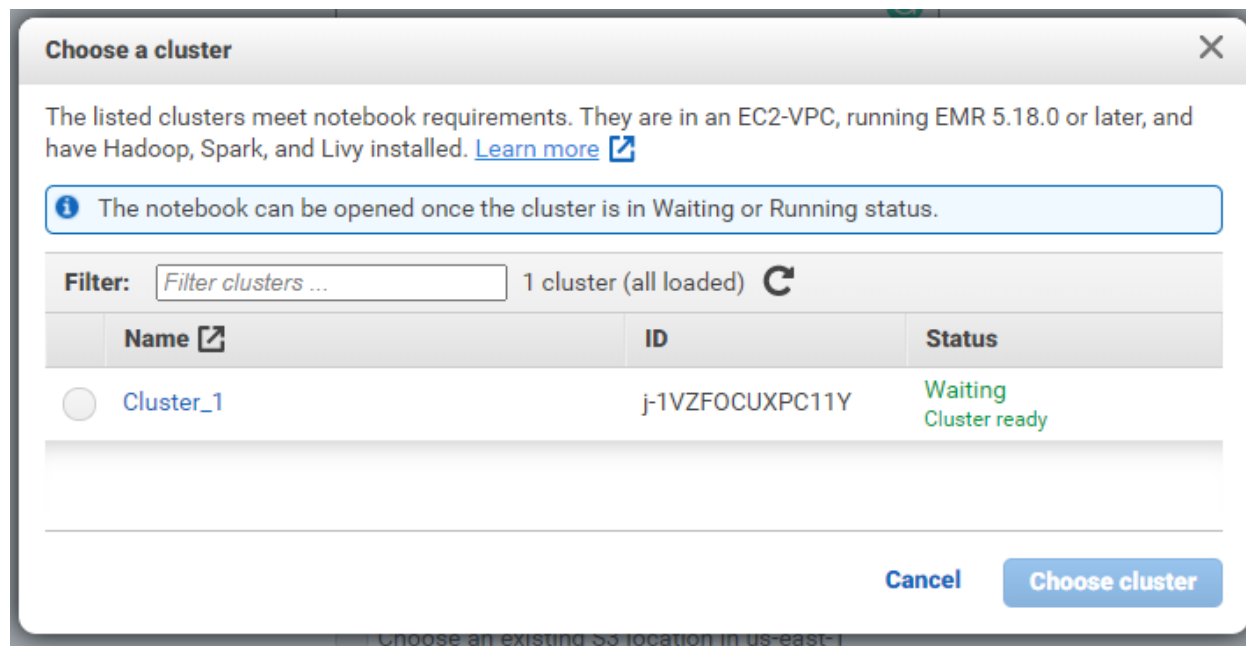 Choose a cluster
The listed clusters meet notebook requirements. They are in an EC2-VPC, running EMR 5.18.0 or later, and
have Hadoop, Spark, and Livy installed. Learn more
The notebook can be opened once the cluster is in Waiting or Running status.
Filter: Filter clusters ... 1 cluster (all loaded)
Name ID Status
Cluster_1 j-1VZFOCUXPC11Y Waiting
Cluster ready
Cancel Choose cluster
Choose an existing S3 location in us-east-1